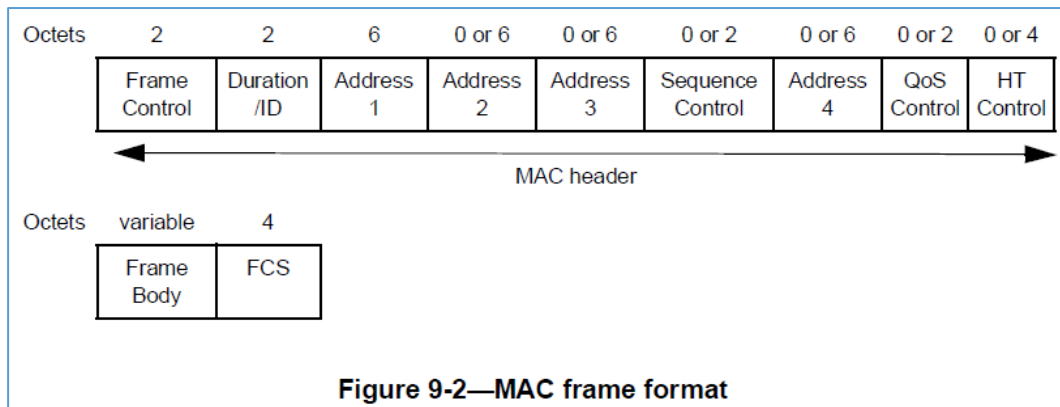 Octets 2 2 6 0 or 6 0 or 6 0 or 2 0 or 6 0 or 2 0 or 4
Frame Duration Address Address Address Sequence Address QoS HT
Control /ID 1 2 3 Control 4 Control Control
MAC header
Octets variable 4
Frame FCS
Body
Figure 9-2—MAC frame format